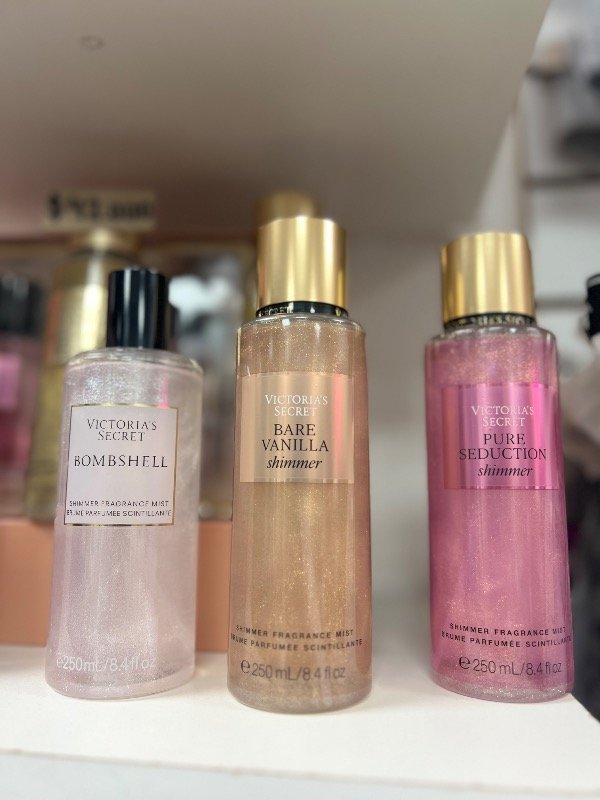 VICTORIA'S
SECRET
BOMBSHELL
SHIMMER FRAGRANCE MIST
BRUME PARFUMÉE SCINTILLANTE
℮250mL/8.4 fl oz
VICTORIA'S
SECRET
BARE
VANILLA
shimmer
SHIMMER FRAGRANCE MIST
BRUME PARFUMÉE SCINTILLANTE
℮250 mL/8.4 fl oz
VICTORIA'S
SECRET
PURE
SEDUCTION
shimmer
SHIMMER FRAGRANCE MIST
BRUME PARFUMÉE SCINTILLANTE
℮250 mL/8.4 fl oz